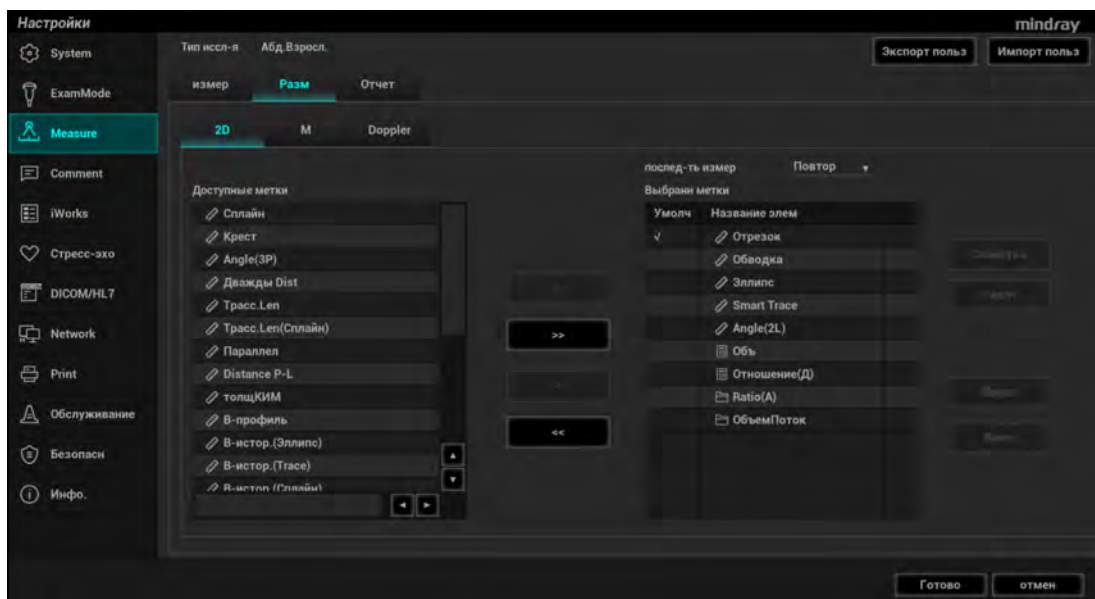 Настройки
mindray
System
ExamMode
Measure
Comment
iWorks
Стресс-эхо
DICOM/HL7
Network
Print
Обслуживание
Безопасн
Инфо.
Тип иссл-я Абд.Взросл.
Экспорт польз Импорт польз
измер Разм Отчет
2D M Doppler
послед-ть измер Повтор
Доступные метки
Сплайн
Крест
Angle(3P)
Дважды Dist
Трасс.Len
Трасс.Len(Сплайн)
Параллел
Distance P-L
толщКИМ
В-профиль
В-истор.(Эллипс)
В-истор.(Trace)
В-истор.(Сплайн)
>>
<<
Выбранн метки
Умолч Название элем
√ Отрезок
Обводка
Эллипс
Smart Trace
Angle(2L)
Объ
Отношение(Д)
Ratio(A)
ОбъемПоток
Готово отмен